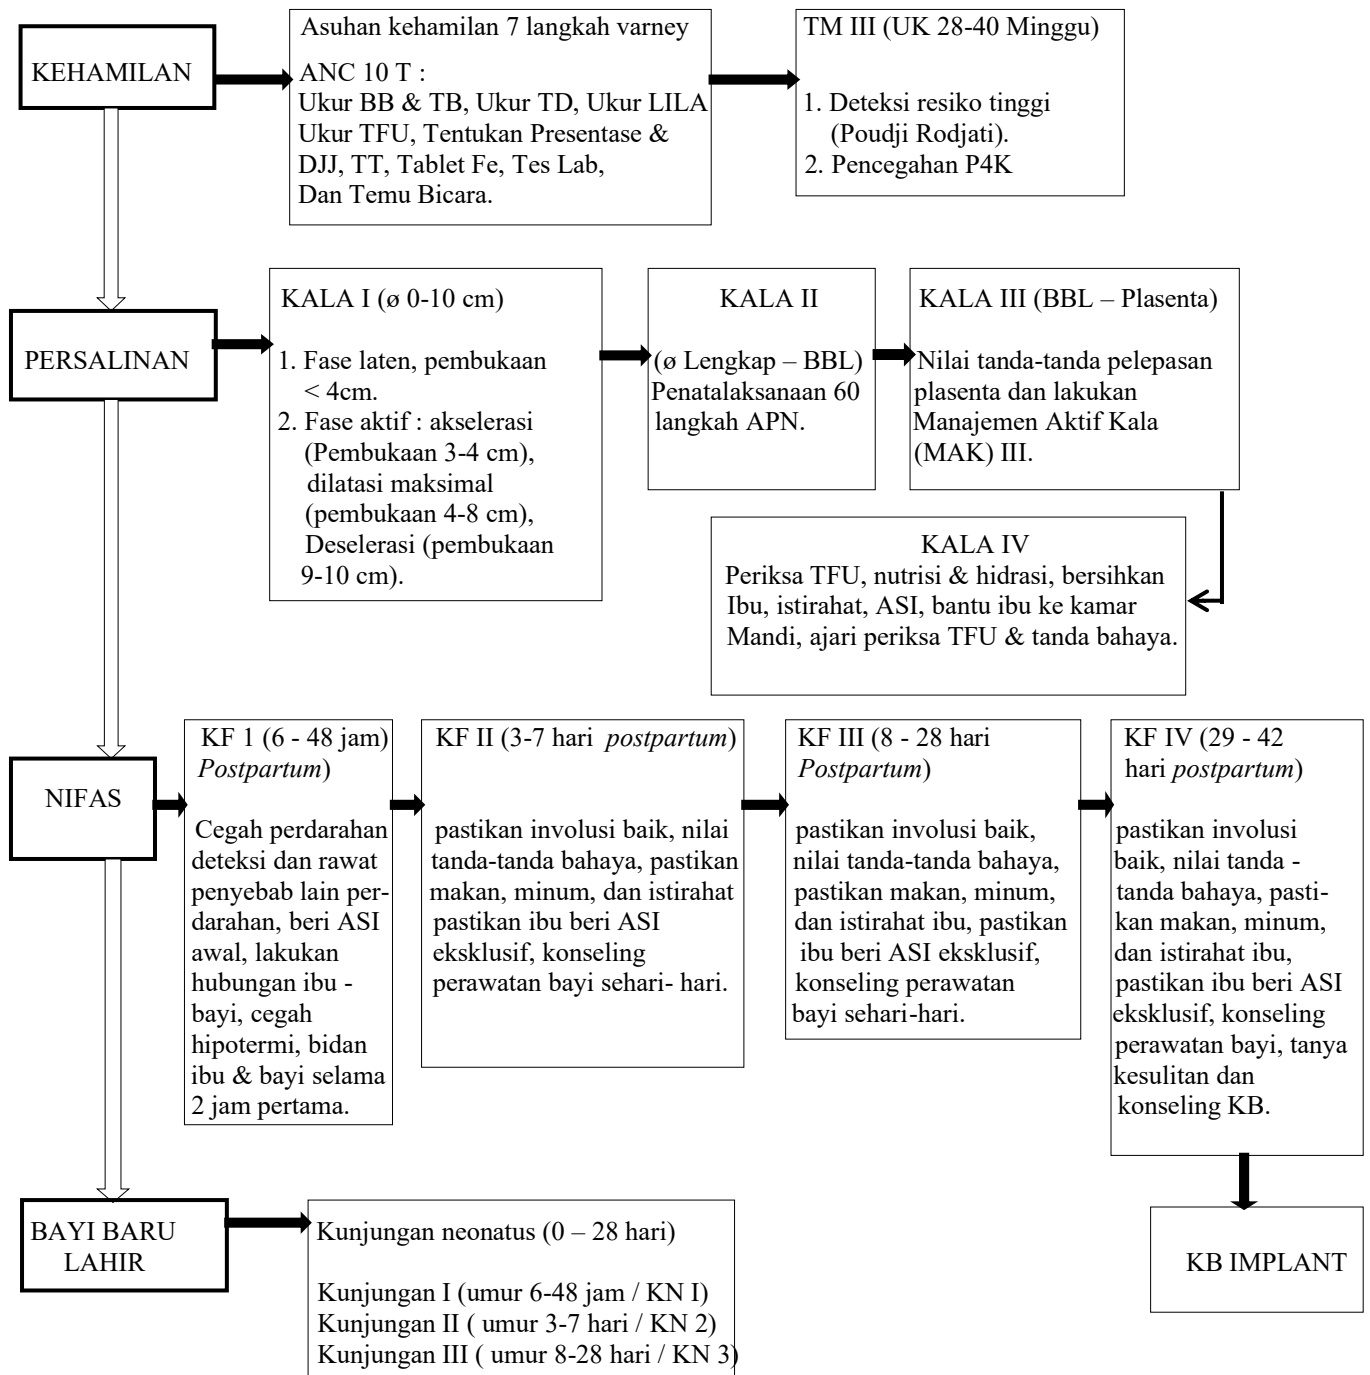 KEHAMILAN
Asuhan kehamilan 7 langkah varney
ANC 10 T :
Ukur BB & TB, Ukur TD, Ukur LILA
Ukur TFU, Tentukan Presentase &
DJJ, TT, Tablet Fe, Tes Lab,
Dan Temu Bicara.
TM III (UK 28-40 Minggu)
1. Deteksi resiko tinggi
(Poudji Rodjati).
2. Pencegahan P4K
PERSALINAN
KALA I (ø 0-10 cm)
1. Fase laten, pembukaan
< 4cm.
2. Fase aktif : akselerasi
(Pembukaan 3-4 cm),
dilatasi maksimal
(pembukaan 4-8 cm),
Deselerasi (pembukaan
9-10 cm).
KALA II
(ø Lengkap – BBL)
Penatalaksanaan 60
langkah APN.
KALA III (BBL – Plasenta)
Nilai tanda-tanda pelepasan
plasenta dan lakukan
Manajemen Aktif Kala
(MAK) III.
KALA IV
Periksa TFU, nutrisi & hidrasi, bersihkan
Ibu, istirahat, ASI, bantu ibu ke kamar
Mandi, ajari periksa TFU & tanda bahaya.
NIFAS
KF 1 (6 - 48 jam)
Postpartum)
Cegah perdarahan
deteksi dan rawat
penyebab lain per-
darahan, beri ASI
awal, lakukan
hubungan ibu -
bayi, cegah
hipotermi, bidan
ibu & bayi selama
2 jam pertama.
KF II (3-7 hari postpartum)
pastikan involusi baik, nilai
tanda-tanda bahaya, pastikan
makan, minum, dan istirahat
pastikan ibu beri ASI
eksklusif, konseling
perawatan bayi sehari- hari.
KF III (8 - 28 hari
Postpartum)
pastikan involusi baik,
nilai tanda-tanda bahaya,
pastikan makan, minum,
dan istirahat ibu, pastikan
ibu beri ASI eksklusif,
konseling perawatan
bayi sehari-hari.
KF IV (29 - 42
hari postpartum)
pastikan involusi
baik, nilai tanda -
tanda bahaya, pasti-
kan makan, minum,
dan istirahat ibu,
pastikan ibu beri ASI
eksklusif, konseling
perawatan bayi, tanya
kesulitan dan
konseling KB.
BAYI BARU
LAHIR
Kunjungan neonatus (0 – 28 hari)
Kunjungan I (umur 6-48 jam / KN I)
Kunjungan II ( umur 3-7 hari / KN 2)
Kunjungan III ( umur 8-28 hari / KN 3)
KB IMPLANT